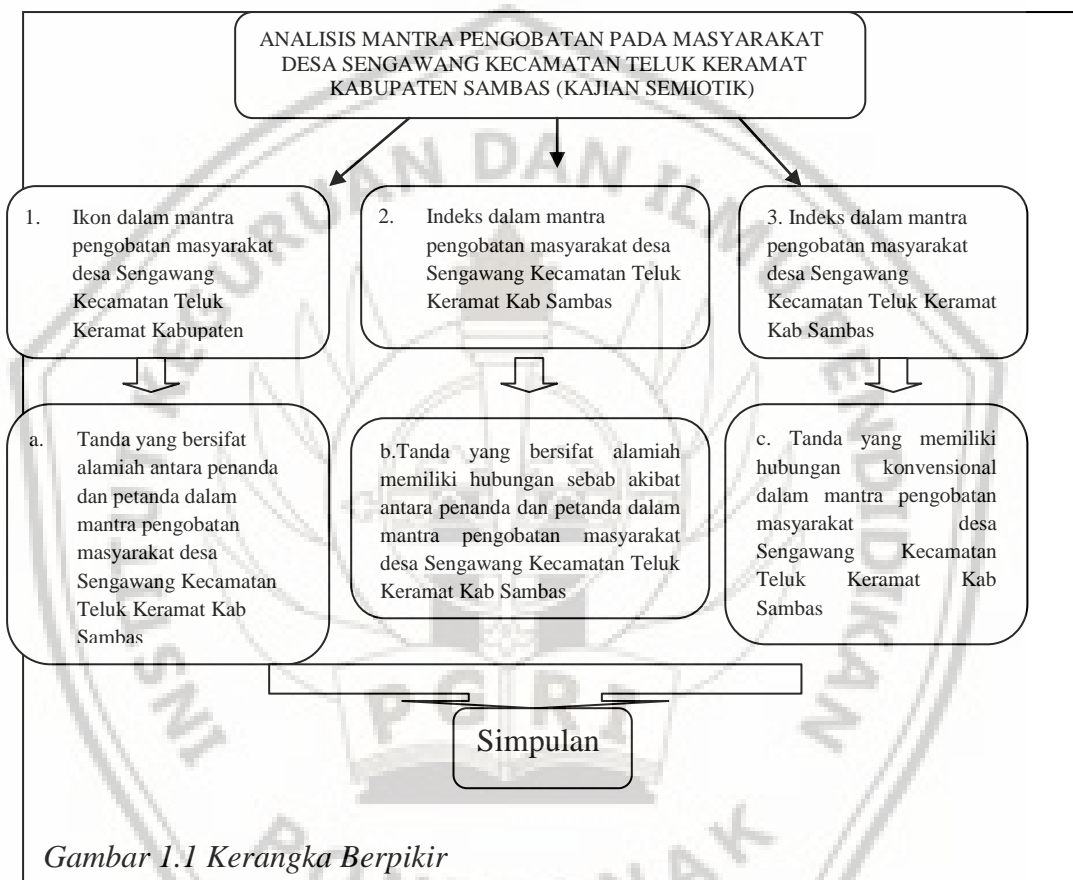 ANALISIS MANTRA PENGOBATAN PADA MASYARAKAT
DESA SENGAWANG KECAMATAN TELUK KERAMAT
KABUPATEN SAMBAS (KAJIAN SEMIOTIK)
1. Ikon dalam mantra
pengobatan masyarakat
desa Sengawang
Kecamatan Teluk
Keramat Kabupaten
2. Indeks dalam mantra
pengobatan masyarakat desa
Sengawang Kecamatan Teluk
Keramat Kab Sambas
3. Indeks dalam mantra
pengobatan masyarakat
desa Sengawang
Kecamatan Teluk Keramat
Kab Sambas
a. Tanda yang bersifat
alamiah antara penanda
dan petanda dalam
mantra pengobatan
masyarakat desa
Sengawang Kecamatan
Teluk Keramat Kab
Sambas
b.Tanda yang bersifat alamiah
memiliki hubungan sebab akibat
antara penanda dan petanda dalam
mantra pengobatan masyarakat
desa Sengawang Kecamatan Teluk
Keramat Kab Sambas
c. Tanda yang memiliki
hubungan konvensional
dalam mantra pengobatan
masyarakat desa
Sengawang Kecamatan
Teluk Keramat Kab
Sambas
Simpulan
Gambar 1.1 Kerangka Berpikir
KEGURUAN DAN ILMU PENDIDIKAN
PGRI